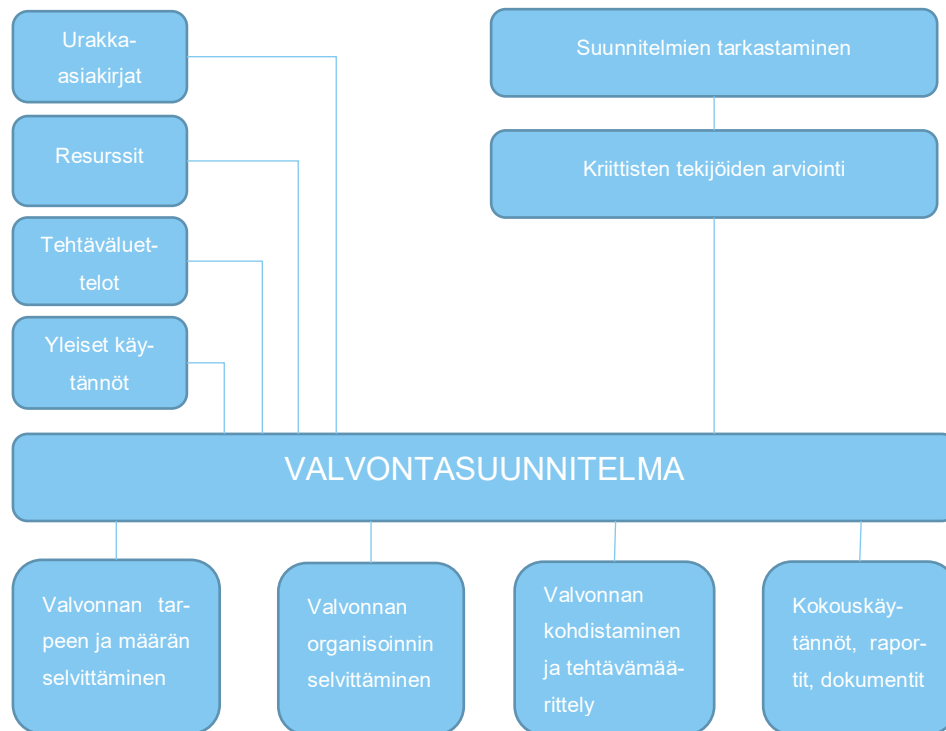 Urakka-
asiakirjat
Resurssit
Tehtäväluet-
telot
Yleiset käy-
tännöt
Suunnitelmien tarkastaminen
Kriittisten tekijöiden arviointi
VALVONTASUUNNITELMA
Valvonnan tar-
peen ja määrän
selvittäminen
Valvonnan
organisoinnin
selvittäminen
Valvonnan
kohdistaminen
ja tehtävämää-
rittely
Kokouskäy-
tännöt, rapor-
tit, dokumentit